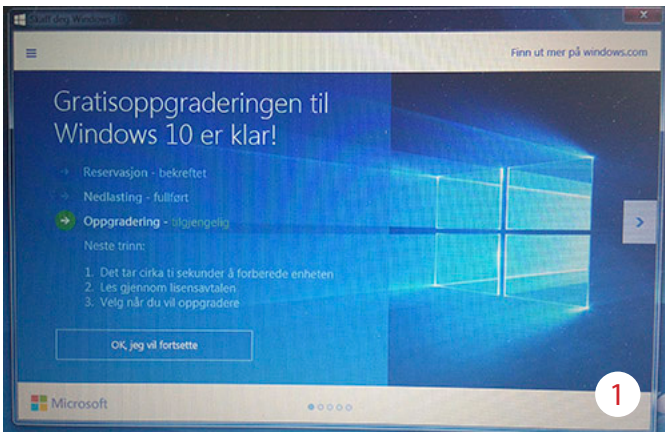 Skaff deg Windows 10
Finn ut mer på windows.com
Gratisoppgraderingen til
Windows 10 er klar!
Reservasjon - bekreftet
Nedlasting - fullført
Oppgradering - tilgjengelig
Neste trinn:
1. Det tar cirka ti sekunder å forberede enheten
2. Les gjennom lisensavtalen
3. Velg når du vil oppgradere
OK, jeg vil fortsette
Microsoft
1